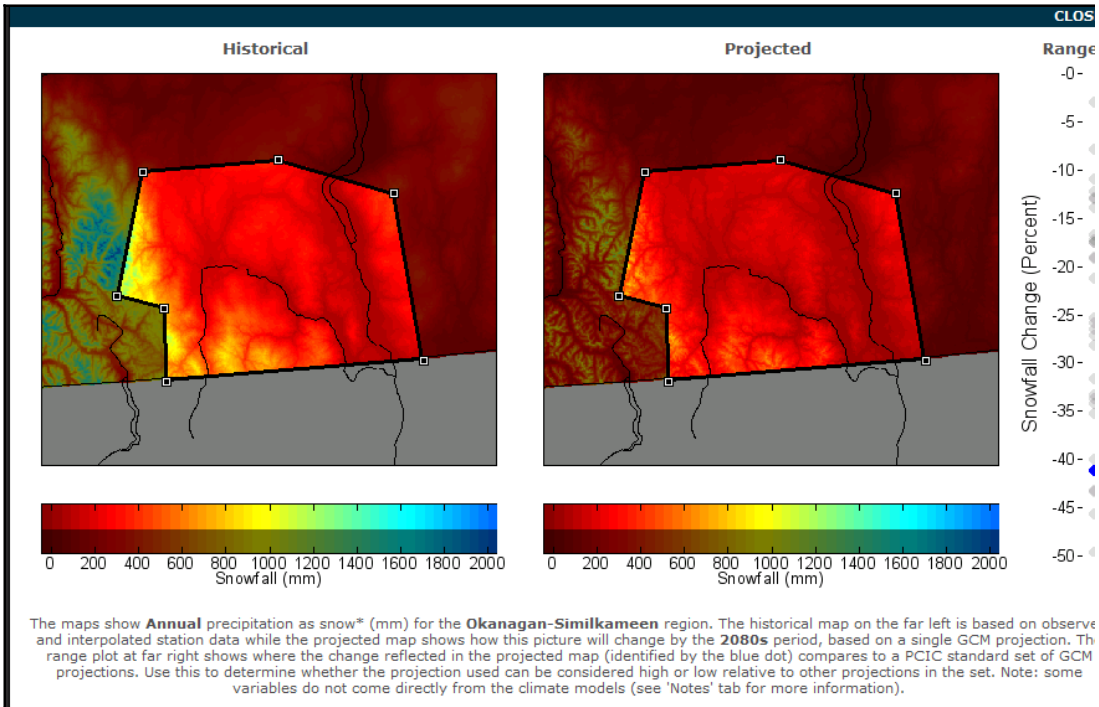 CLOS
Historical
Projected
Range
-0-
-5-
-10-
-15-
-20-
-25-
-30-
-35-
-40-
-45-
-50-
Snowfall Change (Percent)
0 200 400 600 800 1000 1200 1400 1600 1800 2000
Snowfall (mm)
0 200 400 600 800 1000 1200 1400 1600 1800 2000
Snowfall (mm)
The maps show Annual precipitation as snow* (mm) for the Okanagan-Similkameen region. The historical map on the far left is based on observe
and interpolated station data while the projected map shows how this picture will change by the 2080s period, based on a single GCM projection. The
range plot at far right shows where the change reflected in the projected map (identified by the blue dot) compares to a PCIC standard set of GCM
projections. Use this to determine whether the projection used can be considered high or low relative to other projections in the set. Note: some
variables do not come directly from the climate models (see 'Notes' tab for more information).